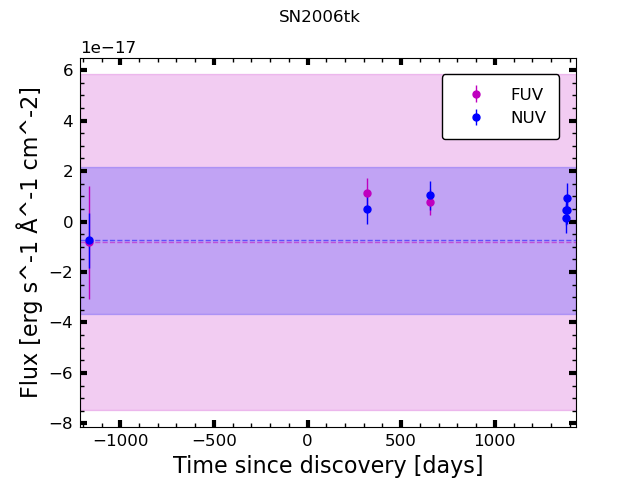 SN2006tk
1e−17
6
4
2
0
−2
−4
−6
−8
−1000
−500
0
500
1000
Time since discovery [days]
Flux [erg s^-1 Å^-1 cm^-2]
FUV
NUV